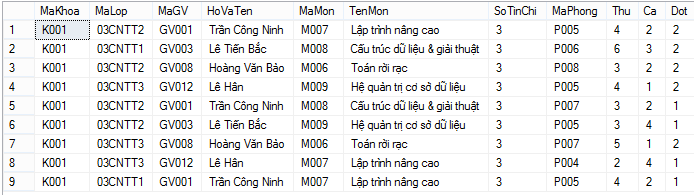 MaKhoa MaLop MaGV HoVaTen MaMon TenMon SoTinChi MaPhong Thu Ca Dot
1 K001 03CNTT2 GV001 Trần Công Ninh M007 Lập trình nâng cao 3 P005 4 2 2
2 K001 03CNTT1 GV003 Lê Tiến Bắc M008 Cấu trúc dữ liệu & giải thuật 3 P006 6 3 2
3 K001 03CNTT2 GV008 Hoàng Văn Bảo M006 Toán rời rạc 3 P008 3 2 2
4 K001 03CNTT3 GV012 Lê Hân M009 Hệ quản trị cơ sở dữ liệu 3 P005 4 1 2
5 K001 03CNTT2 GV001 Trần Công Ninh M008 Cấu trúc dữ liệu & giải thuật 3 P007 3 2 1
6 K001 03CNTT2 GV003 Lê Tiến Bắc M009 Hệ quản trị cơ sở dữ liệu 3 P005 3 4 1
7 K001 03CNTT3 GV008 Hoàng Văn Bảo M006 Toán rời rạc 3 P007 5 1 2
8 K001 03CNTT3 GV012 Lê Hân M007 Lập trình nâng cao 3 P004 2 4 1
9 K001 03CNTT1 GV001 Trần Công Ninh M007 Lập trình nâng cao 3 P005 4 2 1